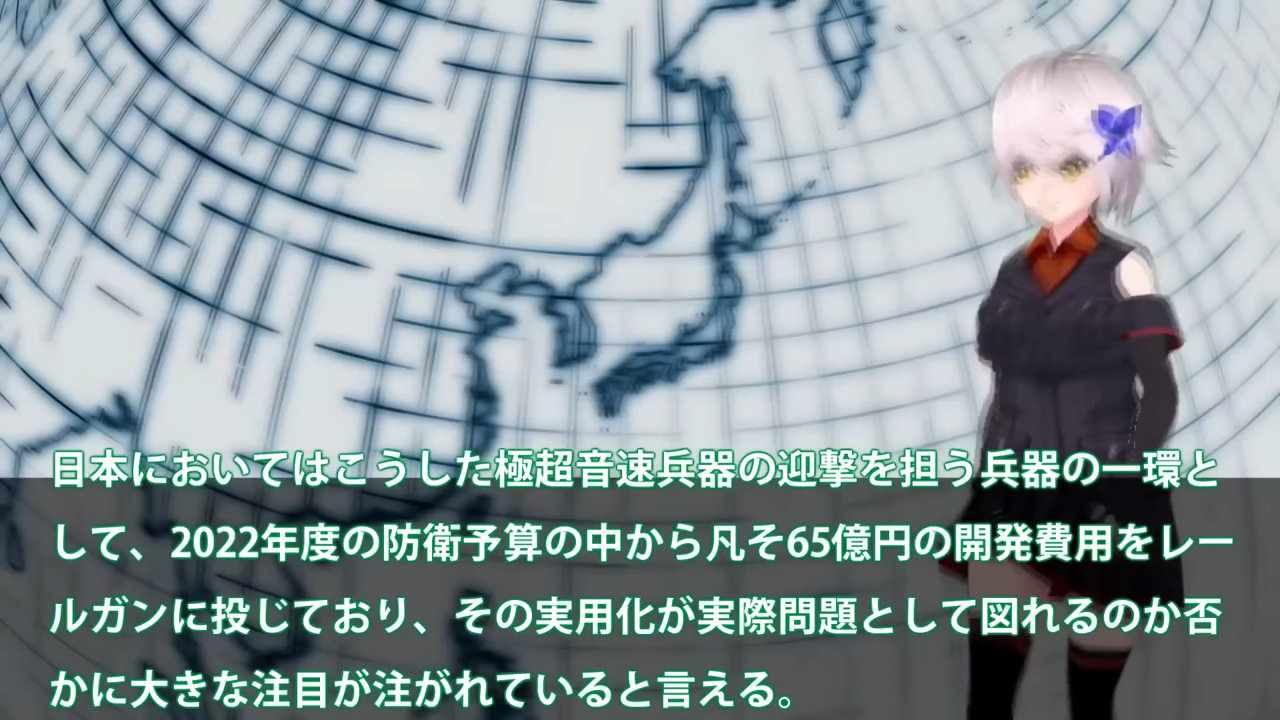 日本においてはこうした極超音速兵器の迎撃を担う兵器の一環と
して、2022年度の防衛予算の中から凡そ65億円の開発費用をレー
ルガンに投じており、その実用化が実際問題として図れるのか否
かに大きな注目が注がれていると言える。